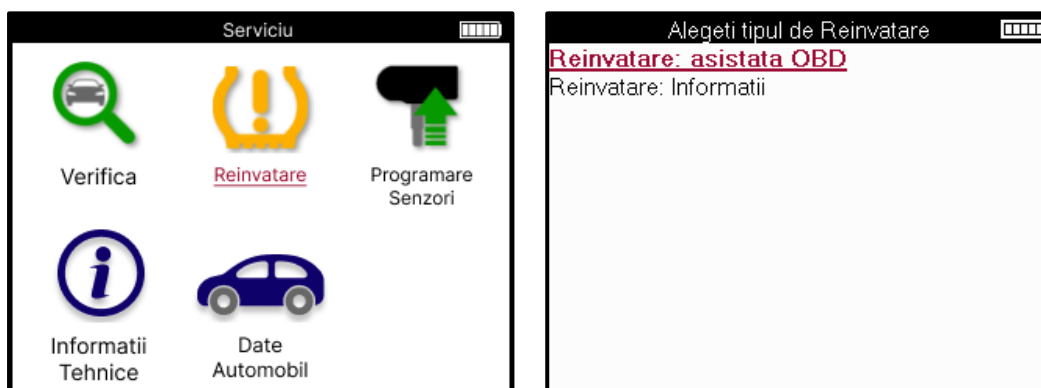 Serviciu
Verifica
Reinvatare
Programare
Senzori
Informatii
Tehnice
Date
Automobil
Alegeti tipul de Reinvatare
Reinvatare: asistata OBD
Reinvatare: Informatii